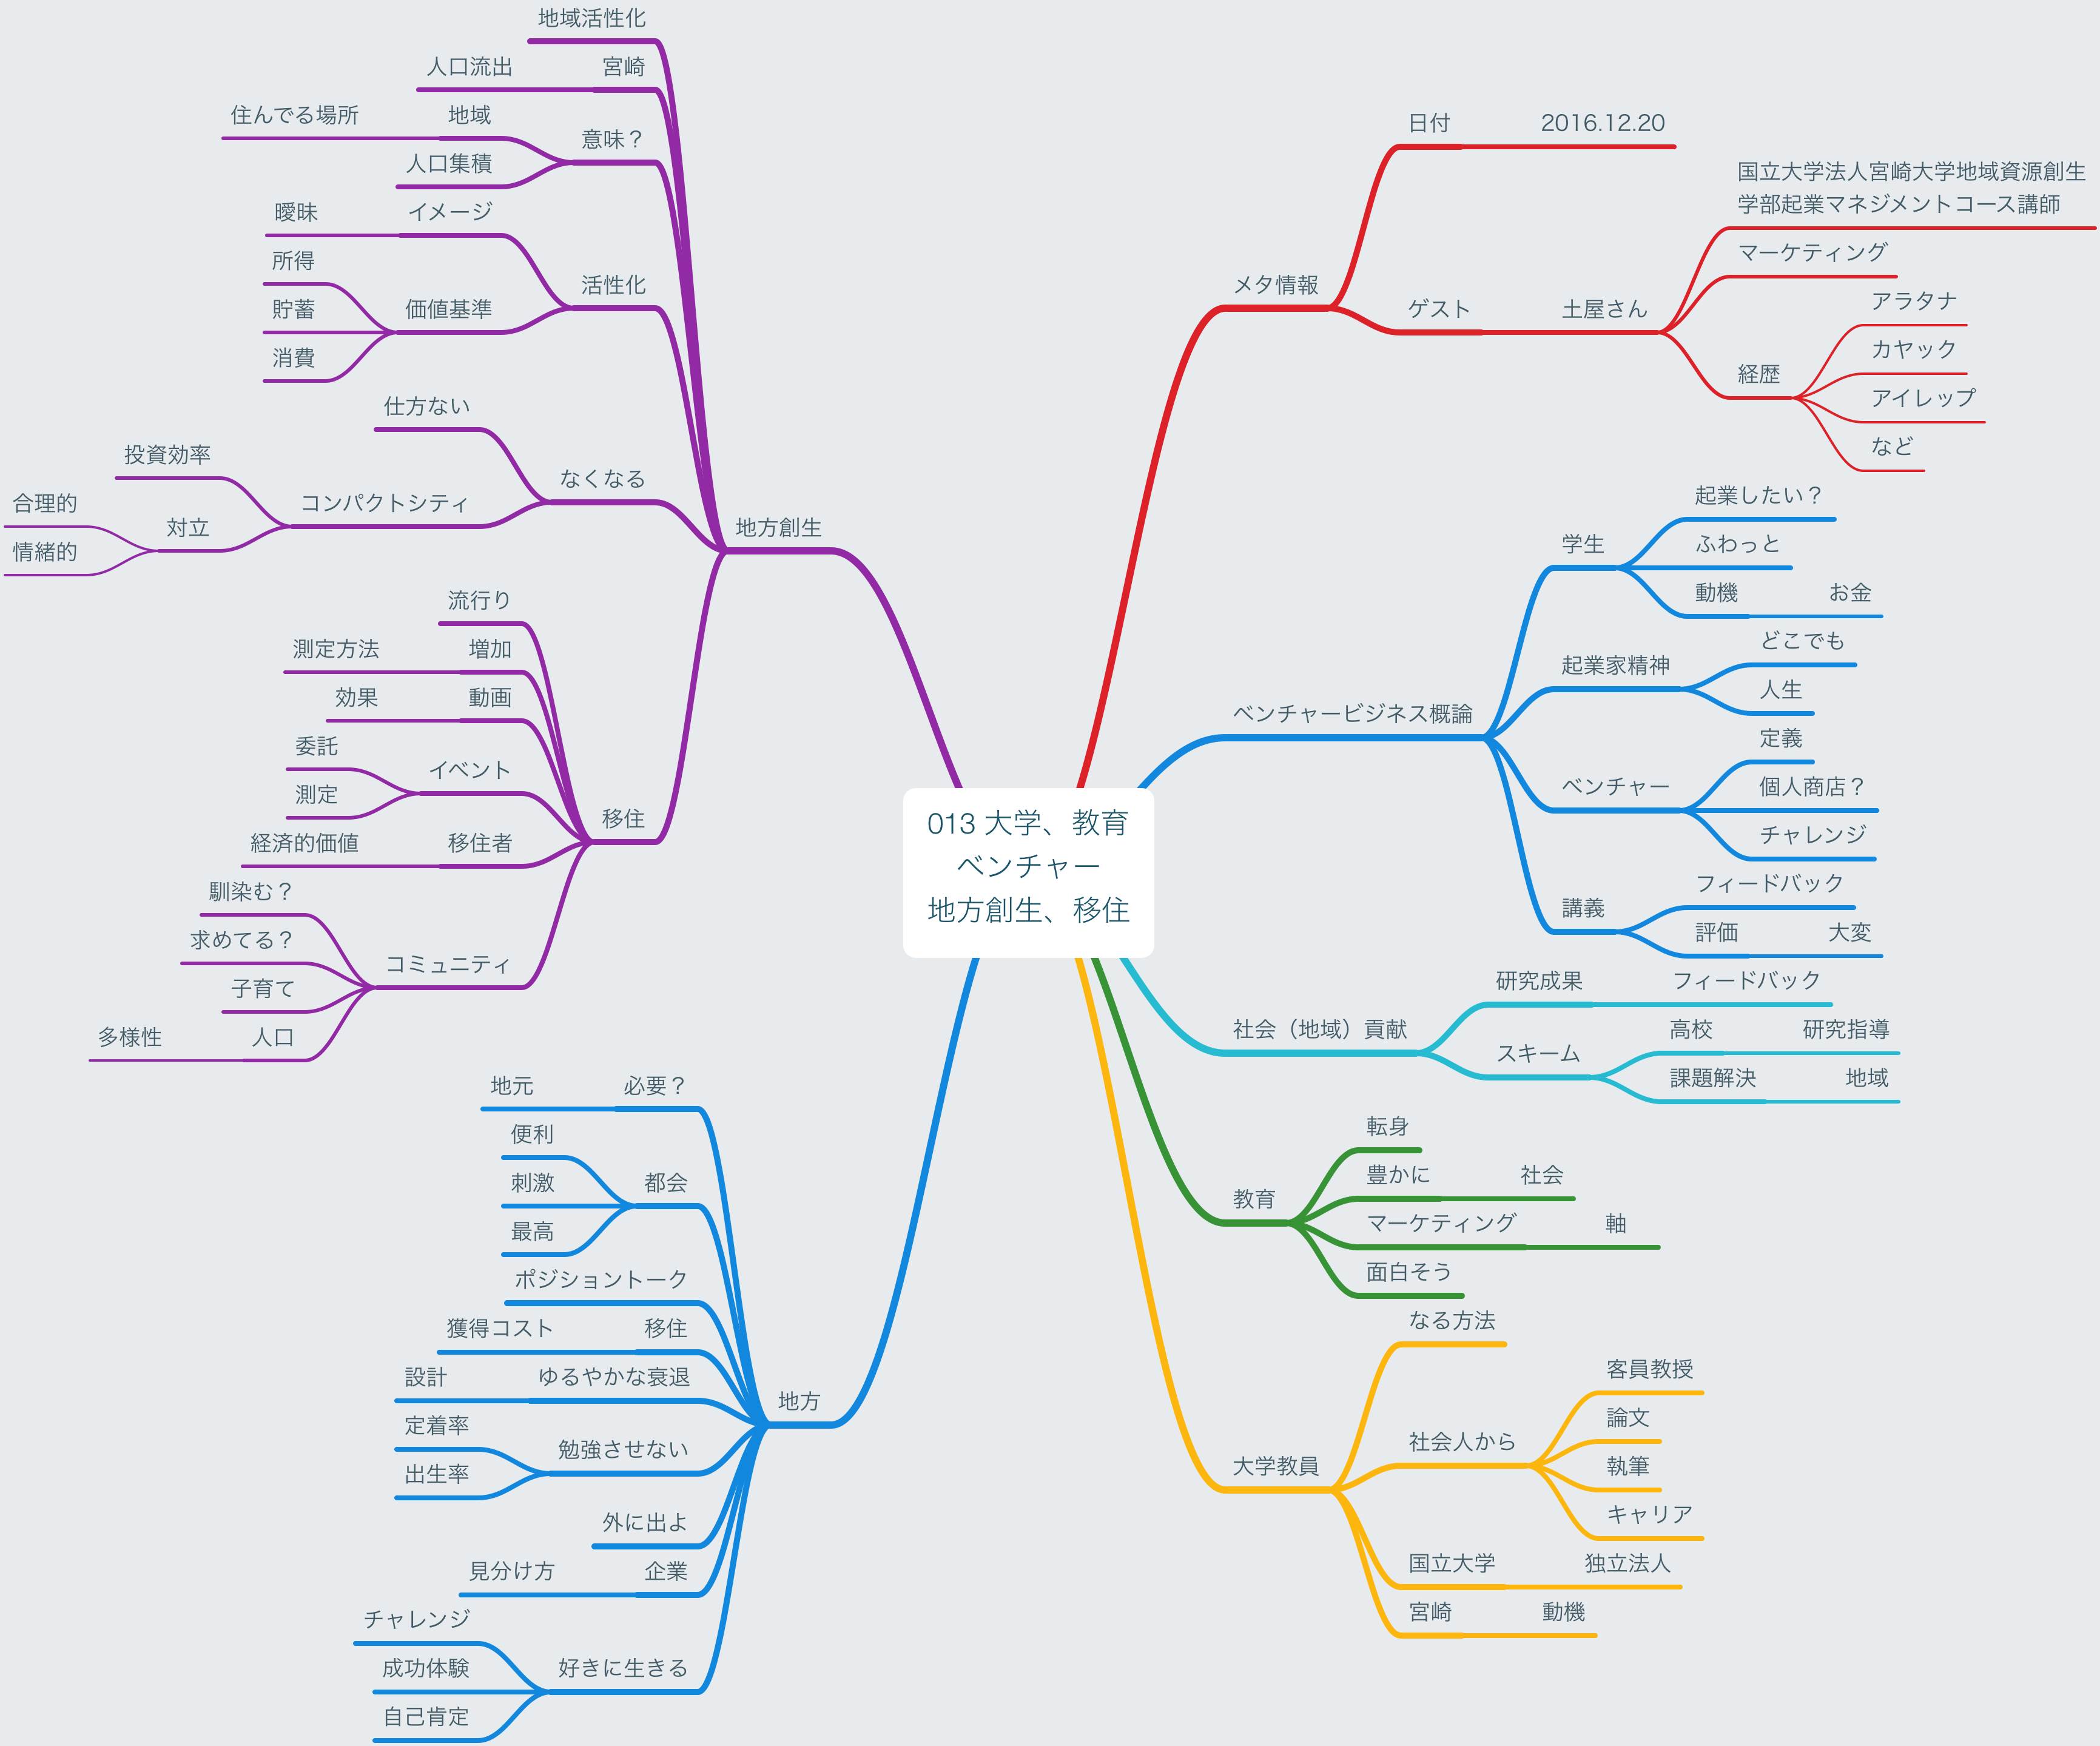 013 大学、教育
ベンチャー
地方創生、移住
メタ情報
日付
2016.12.20
ゲスト
土屋さん
国立大学法人宮崎大学地域資源創生
学部起業マネジメントコース講師
マーケティング
経歴
アラタナ
カヤック
アイレップ
など
ベンチャービジネス概論
学生
起業したい？
ふわっと
動機
お金
起業家精神
どこでも
人生
ベンチャー
定義
個人商店？
チャレンジ
講義
フィードバック
評価
大変
社会（地域）貢献
研究成果
フィードバック
スキーム
高校
研究指導
課題解決
地域
教育
転身
豊かに
社会
マーケティング
軸
面白そう
大学教員
なる方法
社会人から
客員教授
論文
執筆
キャリア
国立大学
独立法人
宮崎
動機
地方創生
地域活性化
宮崎
人口流出
意味？
地域
住んでる場所
人口集積
活性化
イメージ
曖昧
価値基準
所得
貯蓄
消費
なくなる
仕方ない
コンパクトシティ
投資効率
対立
合理的
情緒的
移住
流行り
増加
測定方法
動画
効果
イベント
委託
測定
移住者
経済的価値
コミュニティ
馴染む？
求めてる？
子育て
人口
多様性
地方
必要？
地元
都会
便利
刺激
最高
ポジショントーク
移住
獲得コスト
ゆるやかな衰退
設計
勉強させない
定着率
出生率
外に出よ
企業
見分け方
好きに生きる
チャレンジ
成功体験
自己肯定